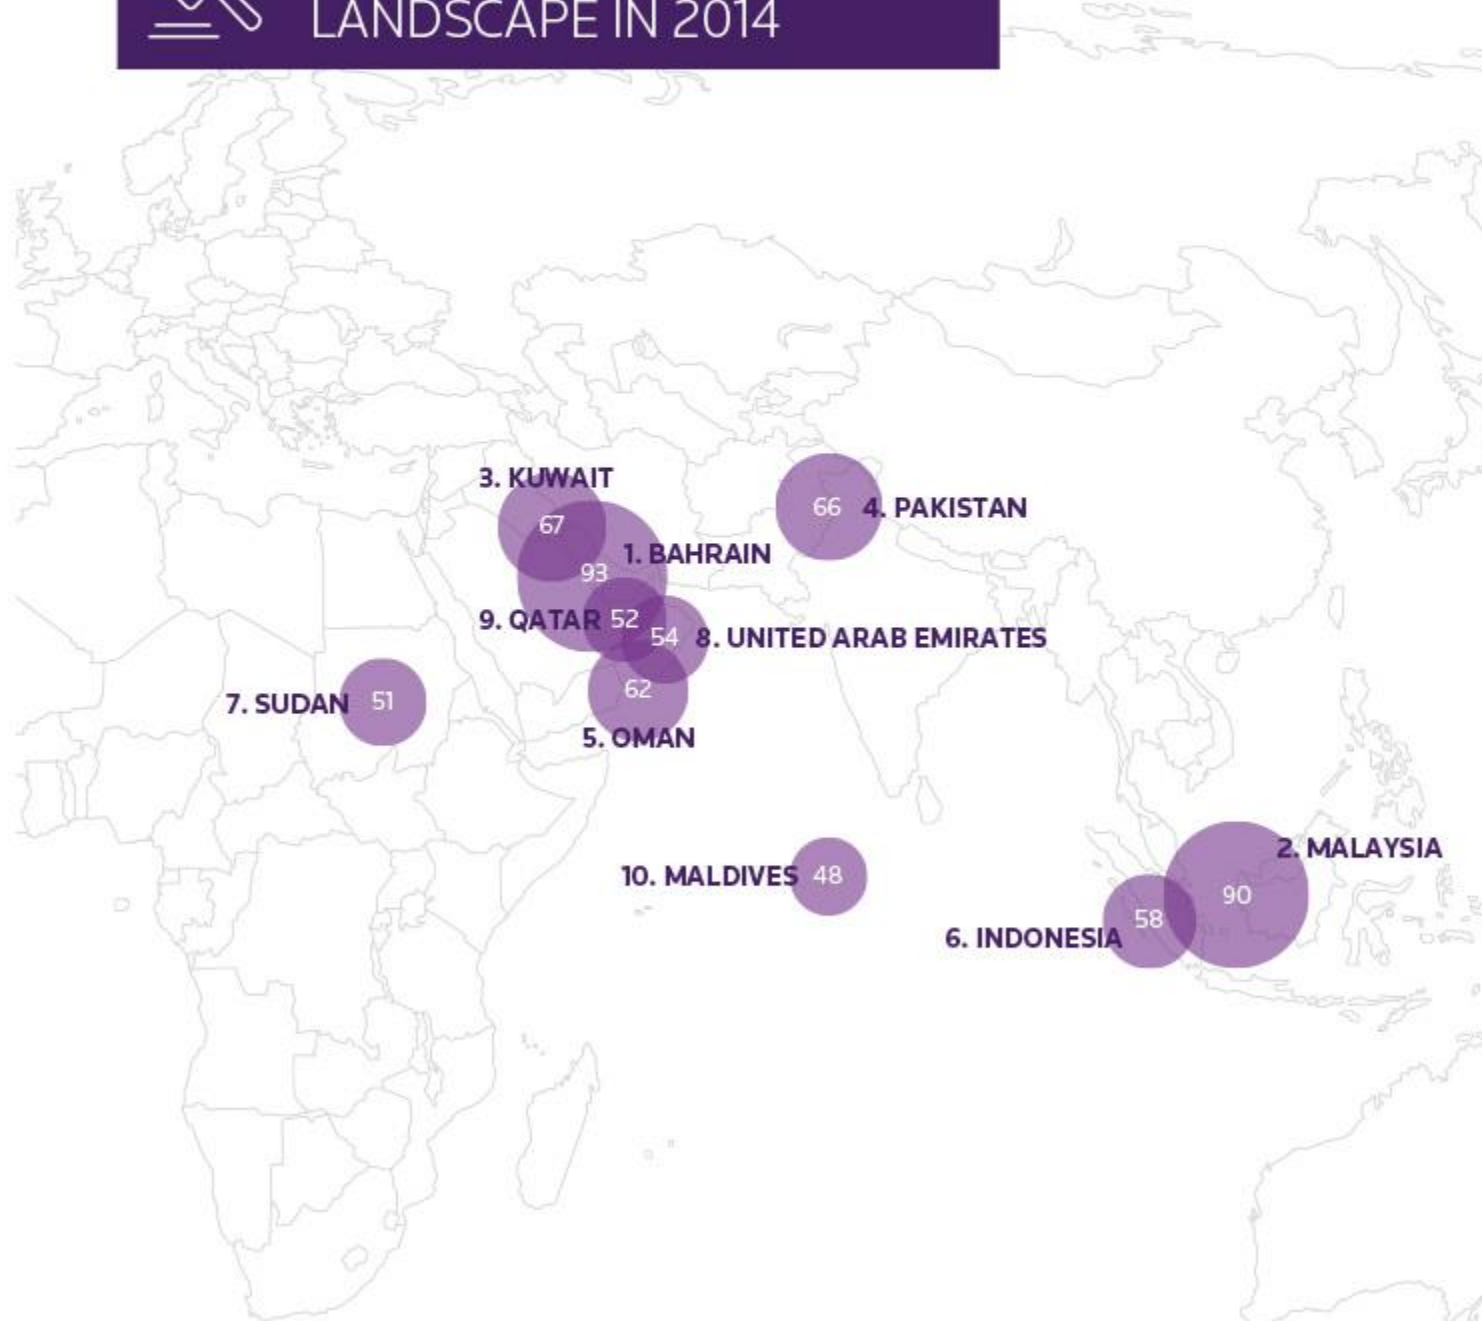 LANDSCAPE IN 2014
3. KUWAIT
67
66
4. PAKISTAN
1. BAHRAIN
93
9. QATAR
52
54
8. UNITED ARAB EMIRATES
7. SUDAN
51
62
5. OMAN
2. MALAYSIA
90
10. MALDIVES
48
58
6. INDONESIA